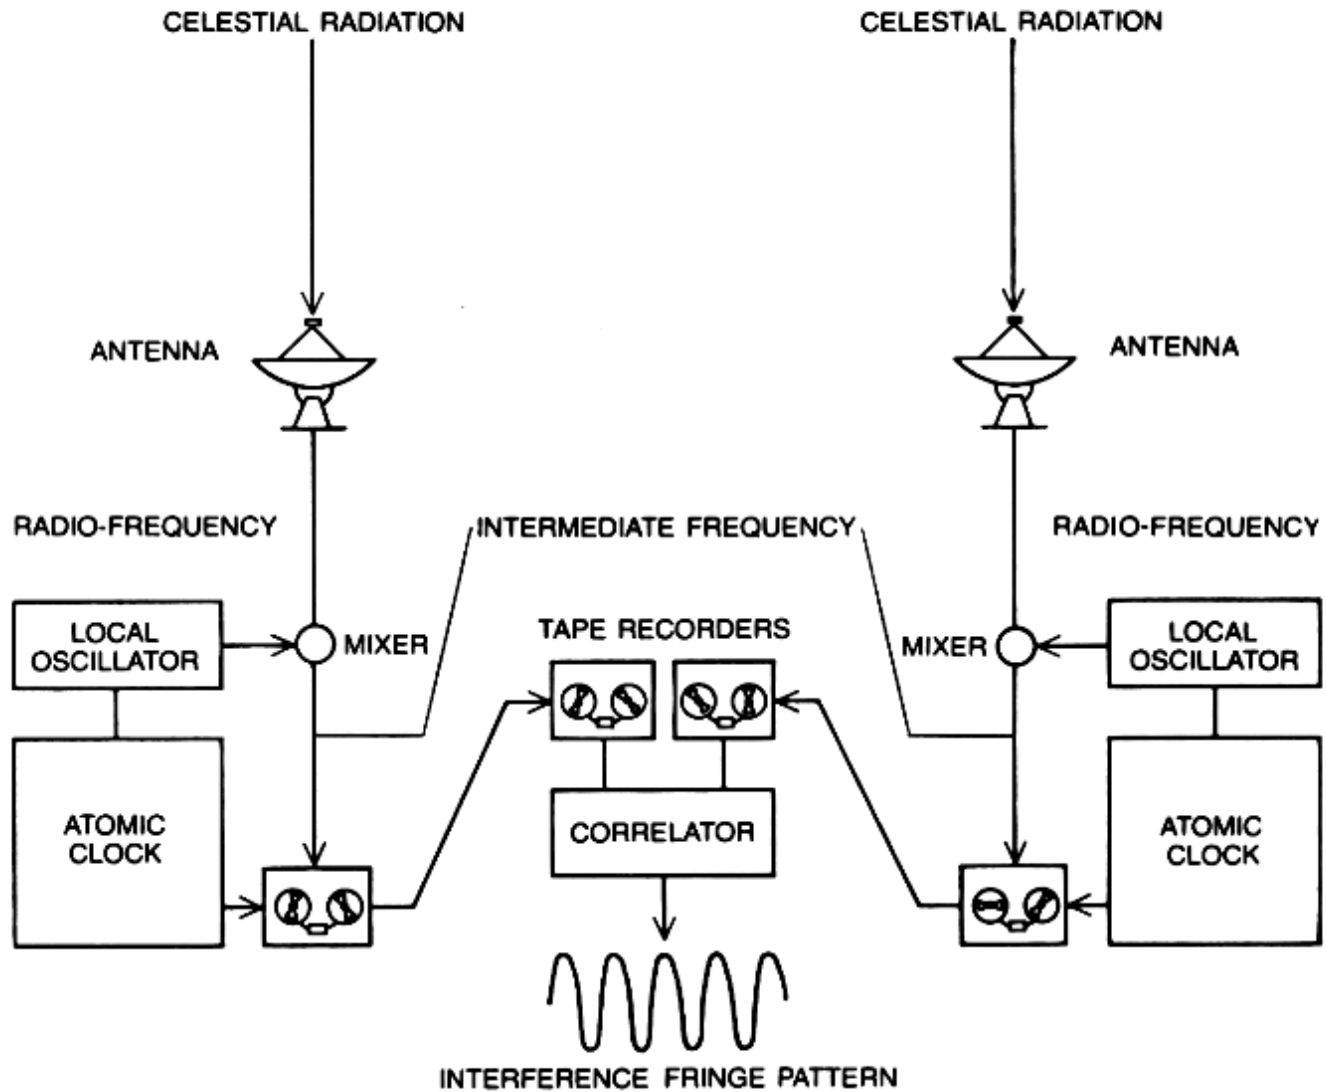 CELESTIAL RADIATION
CELESTIAL RADIATION
ANTENNA
ANTENNA
RADIO-FREQUENCY
INTERMEDIATE FREQUENCY
RADIO-FREQUENCY
LOCAL
OSCILLATOR
MIXER
TAPE RECORDERS
MIXER
LOCAL
OSCILLATOR
ATOMIC
CLOCK
CORRELATOR
ATOMIC
CLOCK
INTERFERENCE FRINGE PATTERN